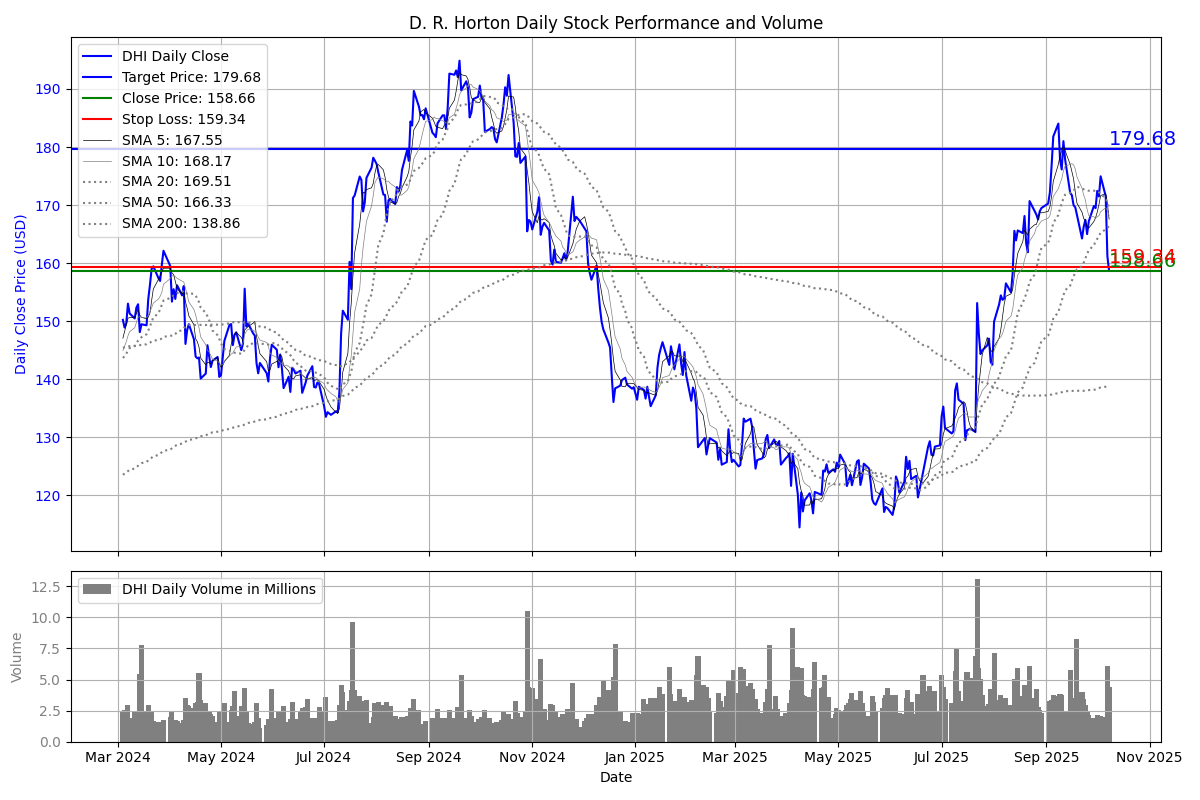 D. R. Horton Daily Stock Performance and Volume
DHI Daily Close
Target Price: 179.68
Close Price: 158.66
Stop Loss: 159.34
SMA 5: 167.55
SMA 10: 168.17
SMA 20: 169.51
SMA 50: 166.33
SMA 200: 138.86
Daily Close Price (USD)
190
180
170
160
150
140
130
120
179.68
159.34
158.66
DHI Daily Volume in Millions
Volume
12.5
10.0
7.5
5.0
2.5
0.0
Mar 2024 May 2024 Jul 2024 Sep 2024 Nov 2024 Jan 2025 Mar 2025 May 2025 Jul 2025 Sep 2025 Nov 2025
Date